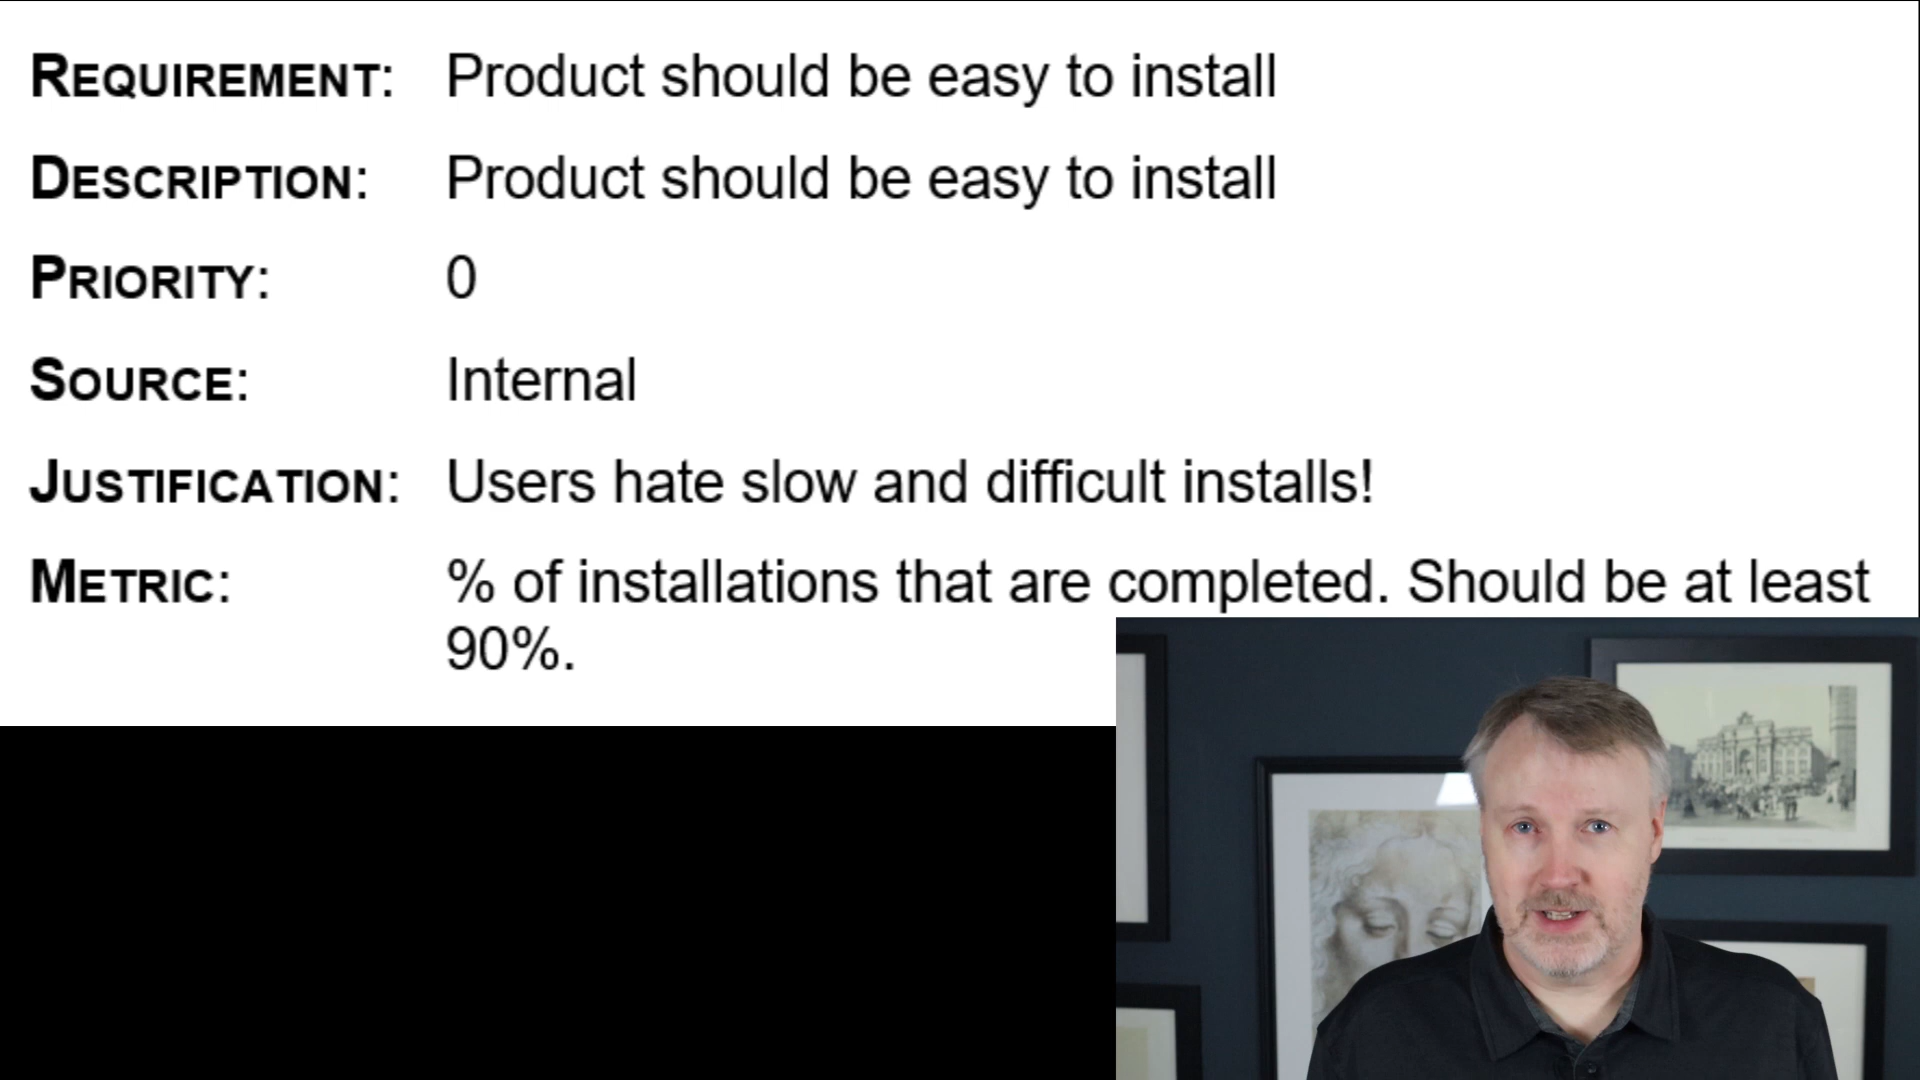 REQUIREMENT: Product should be easy to install
DESCRIPTION: Product should be easy to install
PRIORITY: 0
SOURCE: Internal
JUSTIFICATION: Users hate slow and difficult installs!
METRIC: % of installations that are completed. Should be at least
90%.